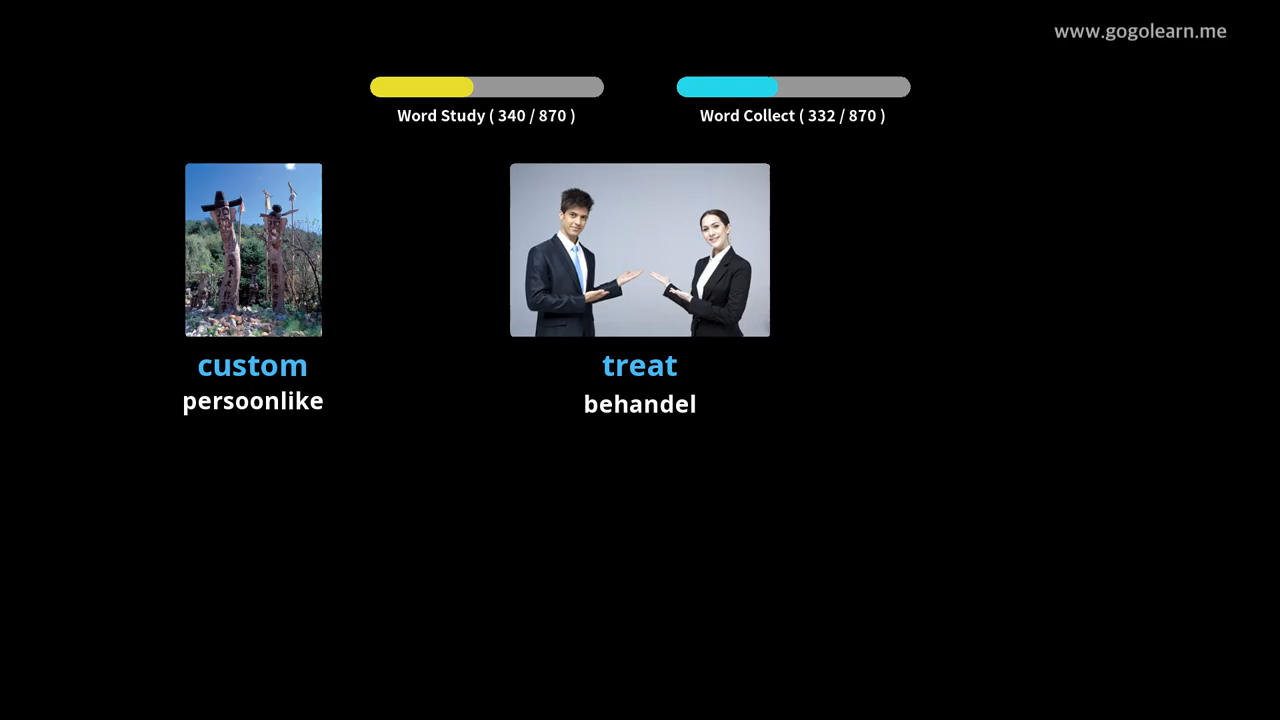 www.gogolearn.me
Word Study ( 340 / 870 )
Word Collect ( 332 / 870 )
custom
persoonlike
treat
behandel